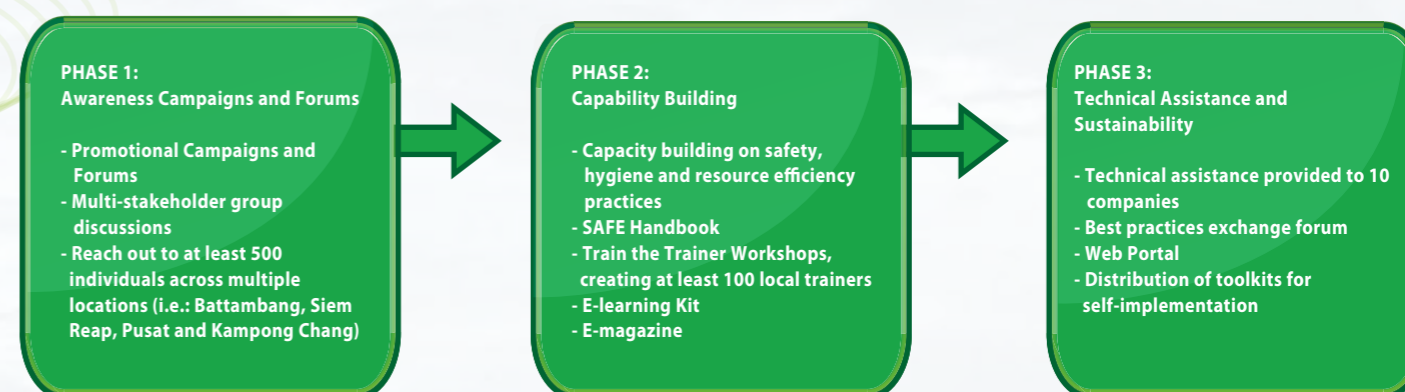 PHASE 1:
Awareness Campaigns and Forums
- Promotional Campaigns and
Forums
- Multi-stakeholder group
discussions
- Reach out to at least 500
individuals across multiple
locations (i.e.: Battambang, Siem
Reap, Pusat and Kampong Chang)
PHASE 2:
Capability Building
- Capacity building on safety,
hygiene and resource efficiency
practices
- SAFE Handbook
- Train the Trainer Workshops,
creating at least 100 local trainers
- E-learning Kit
- E-magazine
PHASE 3:
Technical Assistance and
Sustainability
- Technical assistance provided to 10
companies
- Best practices exchange forum
- Web Portal
- Distribution of toolkits for
self-implementation